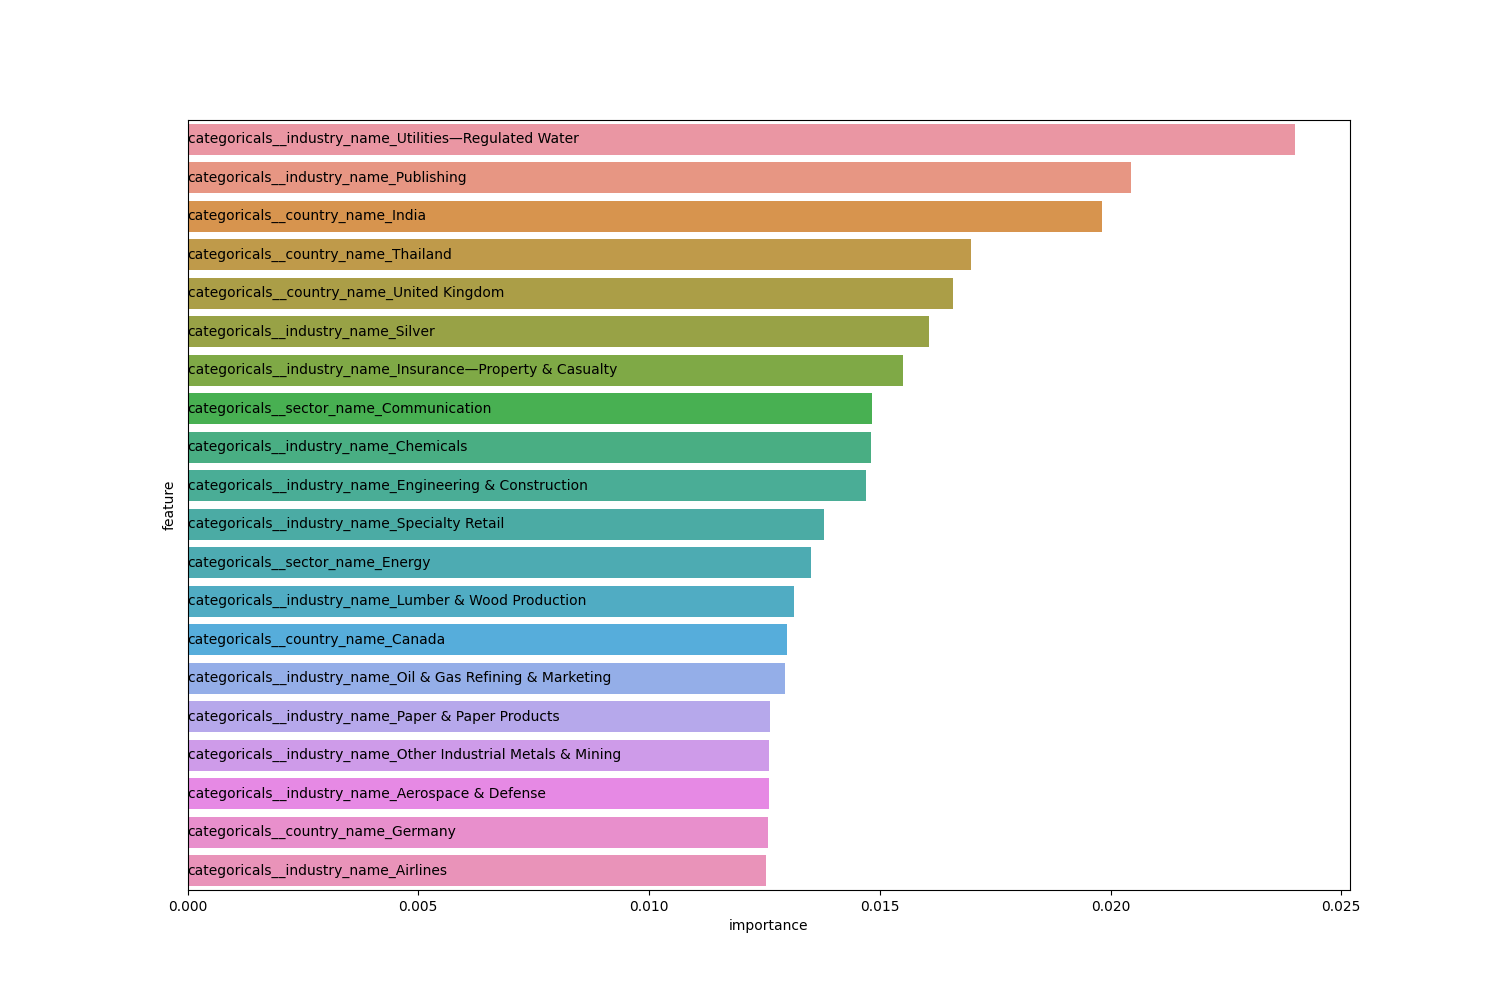 categoricals__industry_name_Utilities—Regulated Water
categoricals__industry_name_Publishing
categoricals__country_name_India
categoricals__country_name_Thailand
categoricals__country_name_United Kingdom
categoricals__industry_name_Silver
categoricals__industry_name_Insurance—Property & Casualty
categoricals__sector_name_Communication
categoricals__industry_name_Chemicals
categoricals__industry_name_Engineering & Construction
categoricals__industry_name_Specialty Retail
categoricals__sector_name_Energy
categoricals__industry_name_Lumber & Wood Production
categoricals__country_name_Canada
categoricals__industry_name_Oil & Gas Refining & Marketing
categoricals__industry_name_Paper & Paper Products
categoricals__industry_name_Other Industrial Metals & Mining
categoricals__industry_name_Aerospace & Defense
categoricals__country_name_Germany
categoricals__industry_name_Airlines
feature
0.000 0.005 0.010 0.015 0.020 0.025
importance